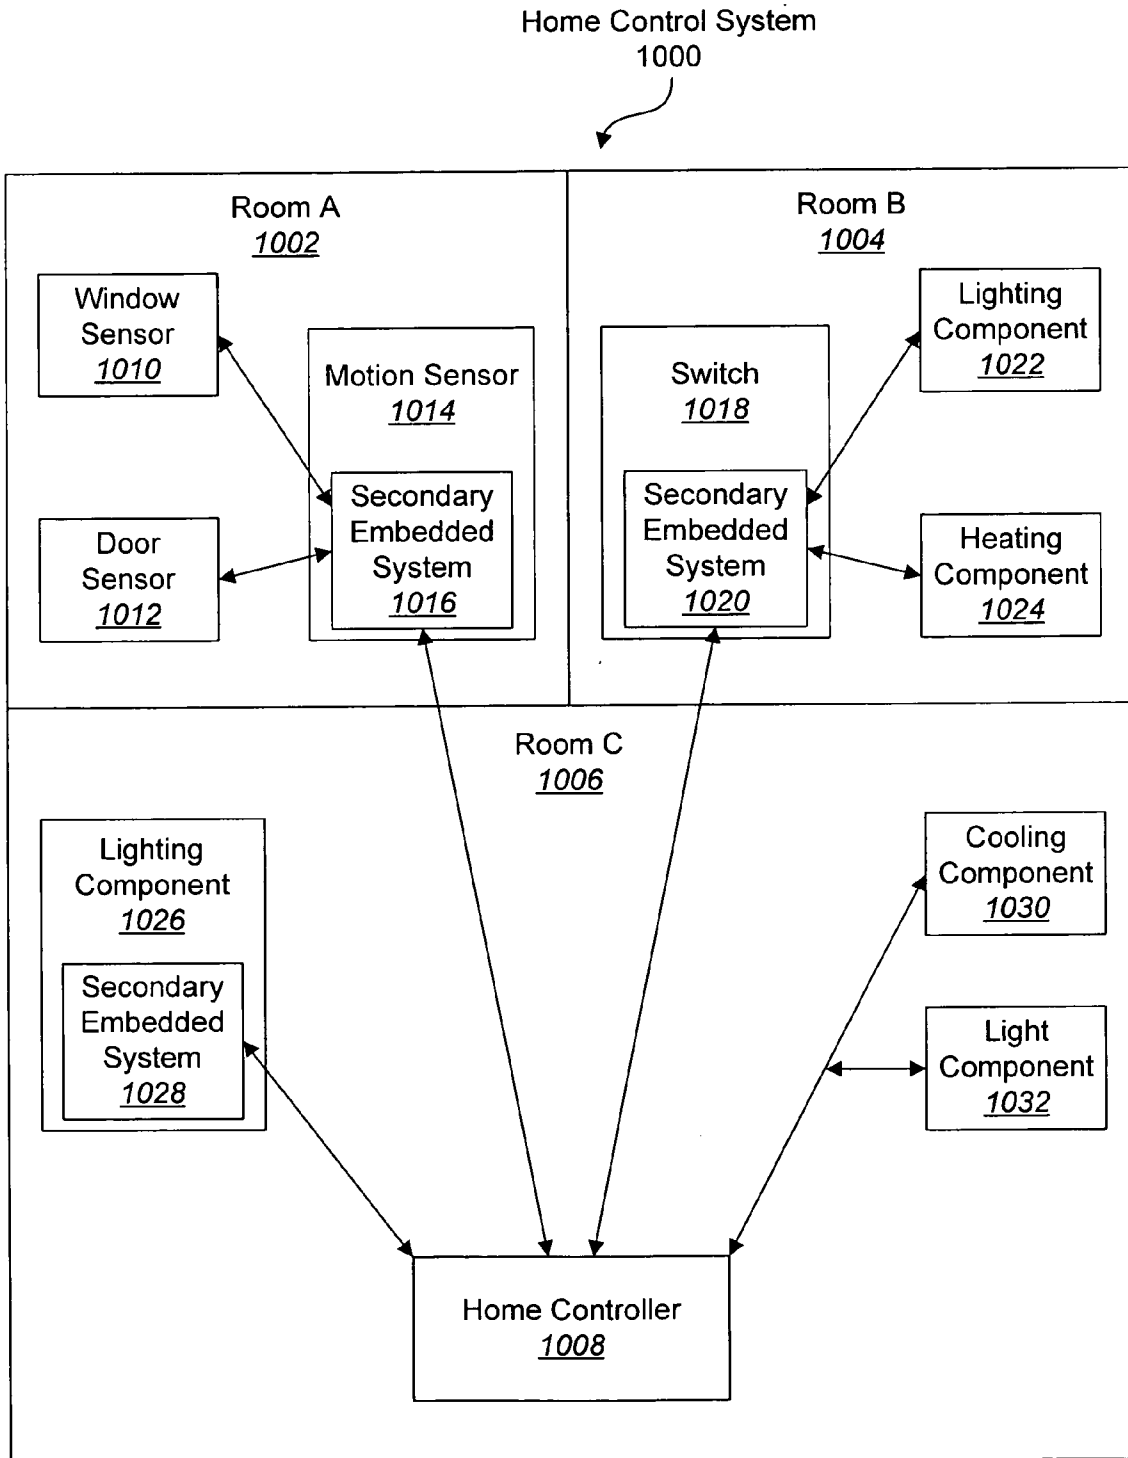 Home Control System
1000
Room A
1002
Room B
1004
Window
Sensor
1010
Motion Sensor
1014
Switch
1018
Lighting
Component
1022
Door
Sensor
1012
Secondary
Embedded
System
1016
Secondary
Embedded
System
1020
Heating
Component
1024
Room C
1006
Lighting
Component
1026
Secondary
Embedded
System
1028
Cooling
Component
1030
Light
Component
1032
Home Controller
1008